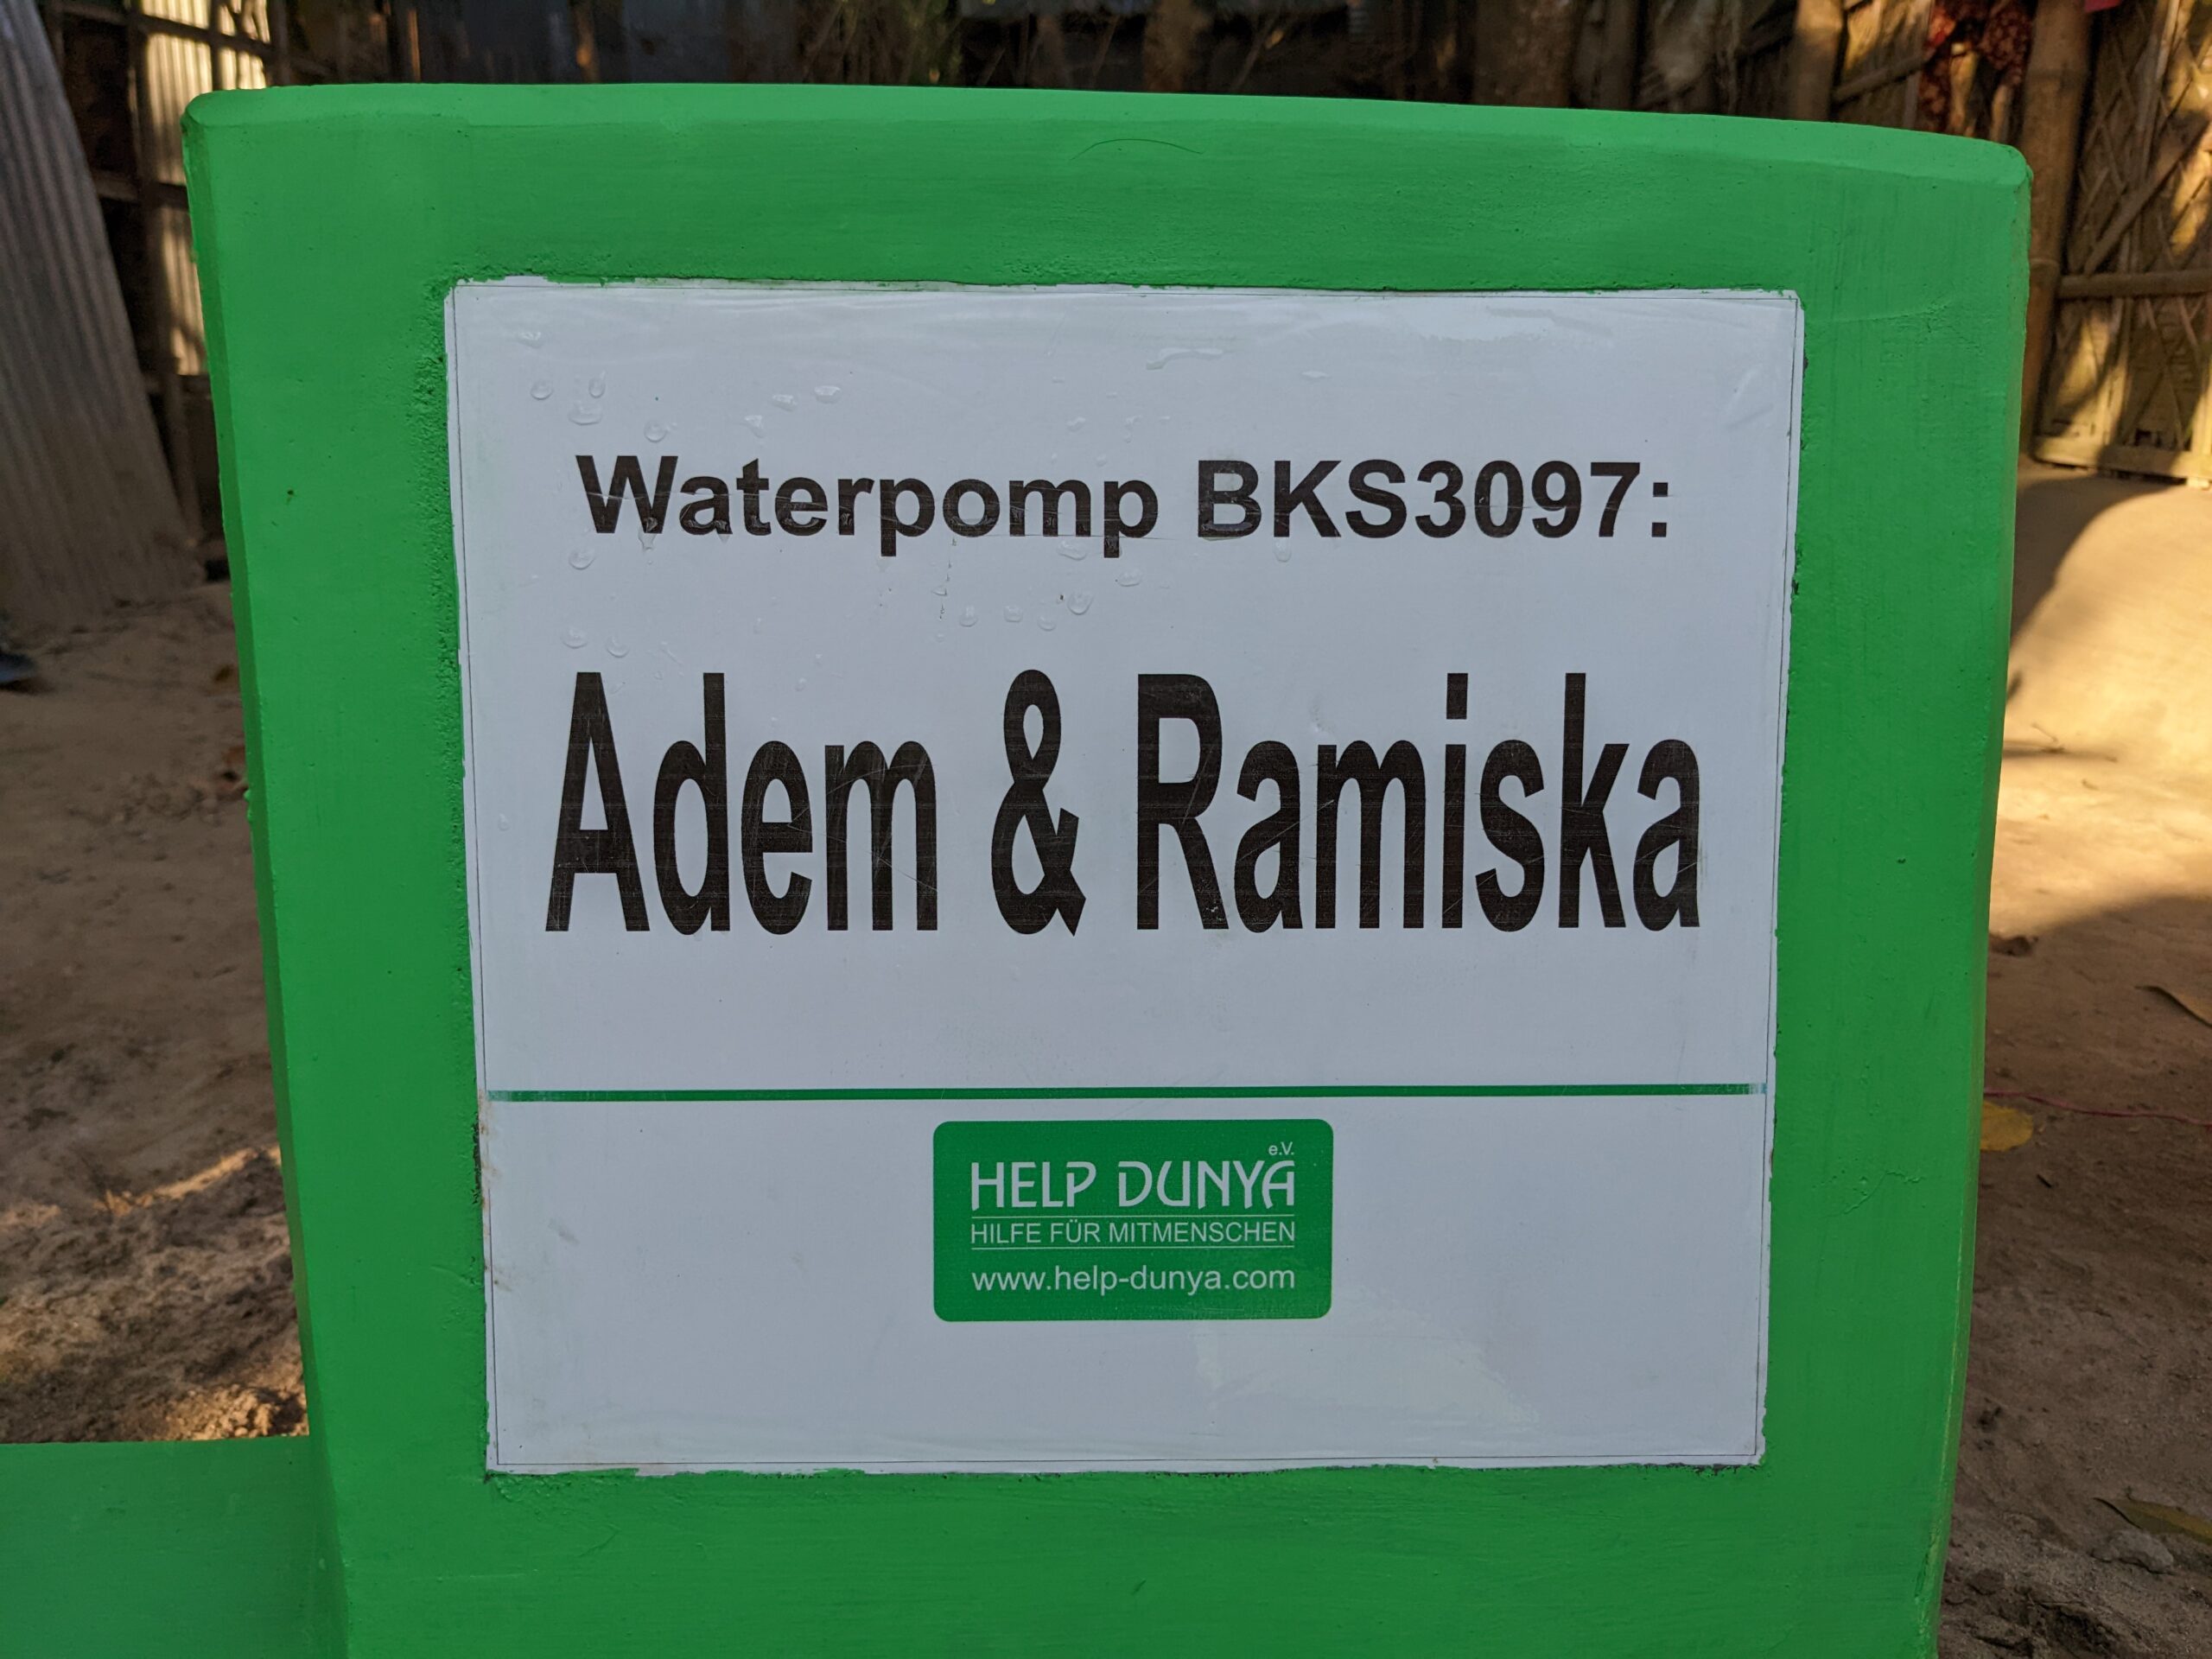 Waterpomp BKS3097:
Adem & Ramiska
e.V.
HELP DUNYA
HILFE FÜR MITMENSCHEN
www.help-dunya.com